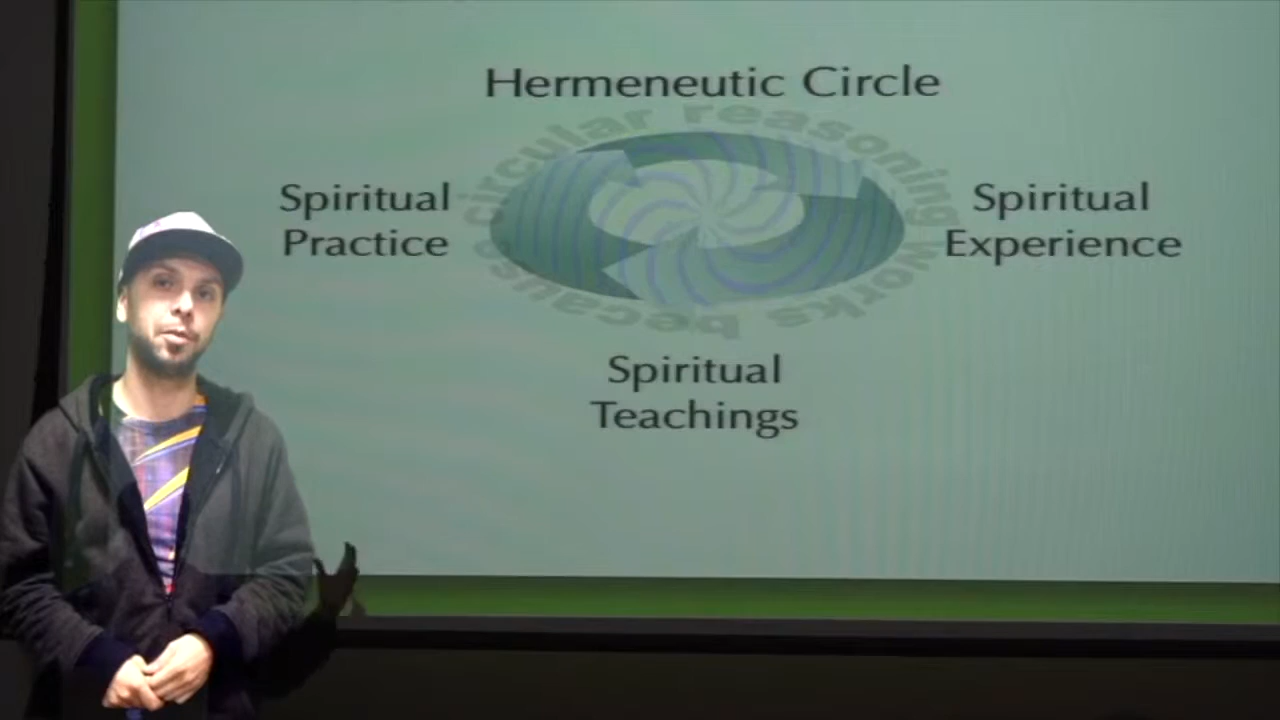 Hermeneutic Circle
circular reasoning works because
Spiritual
Practice
Spiritual
Experience
Spiritual
Teachings